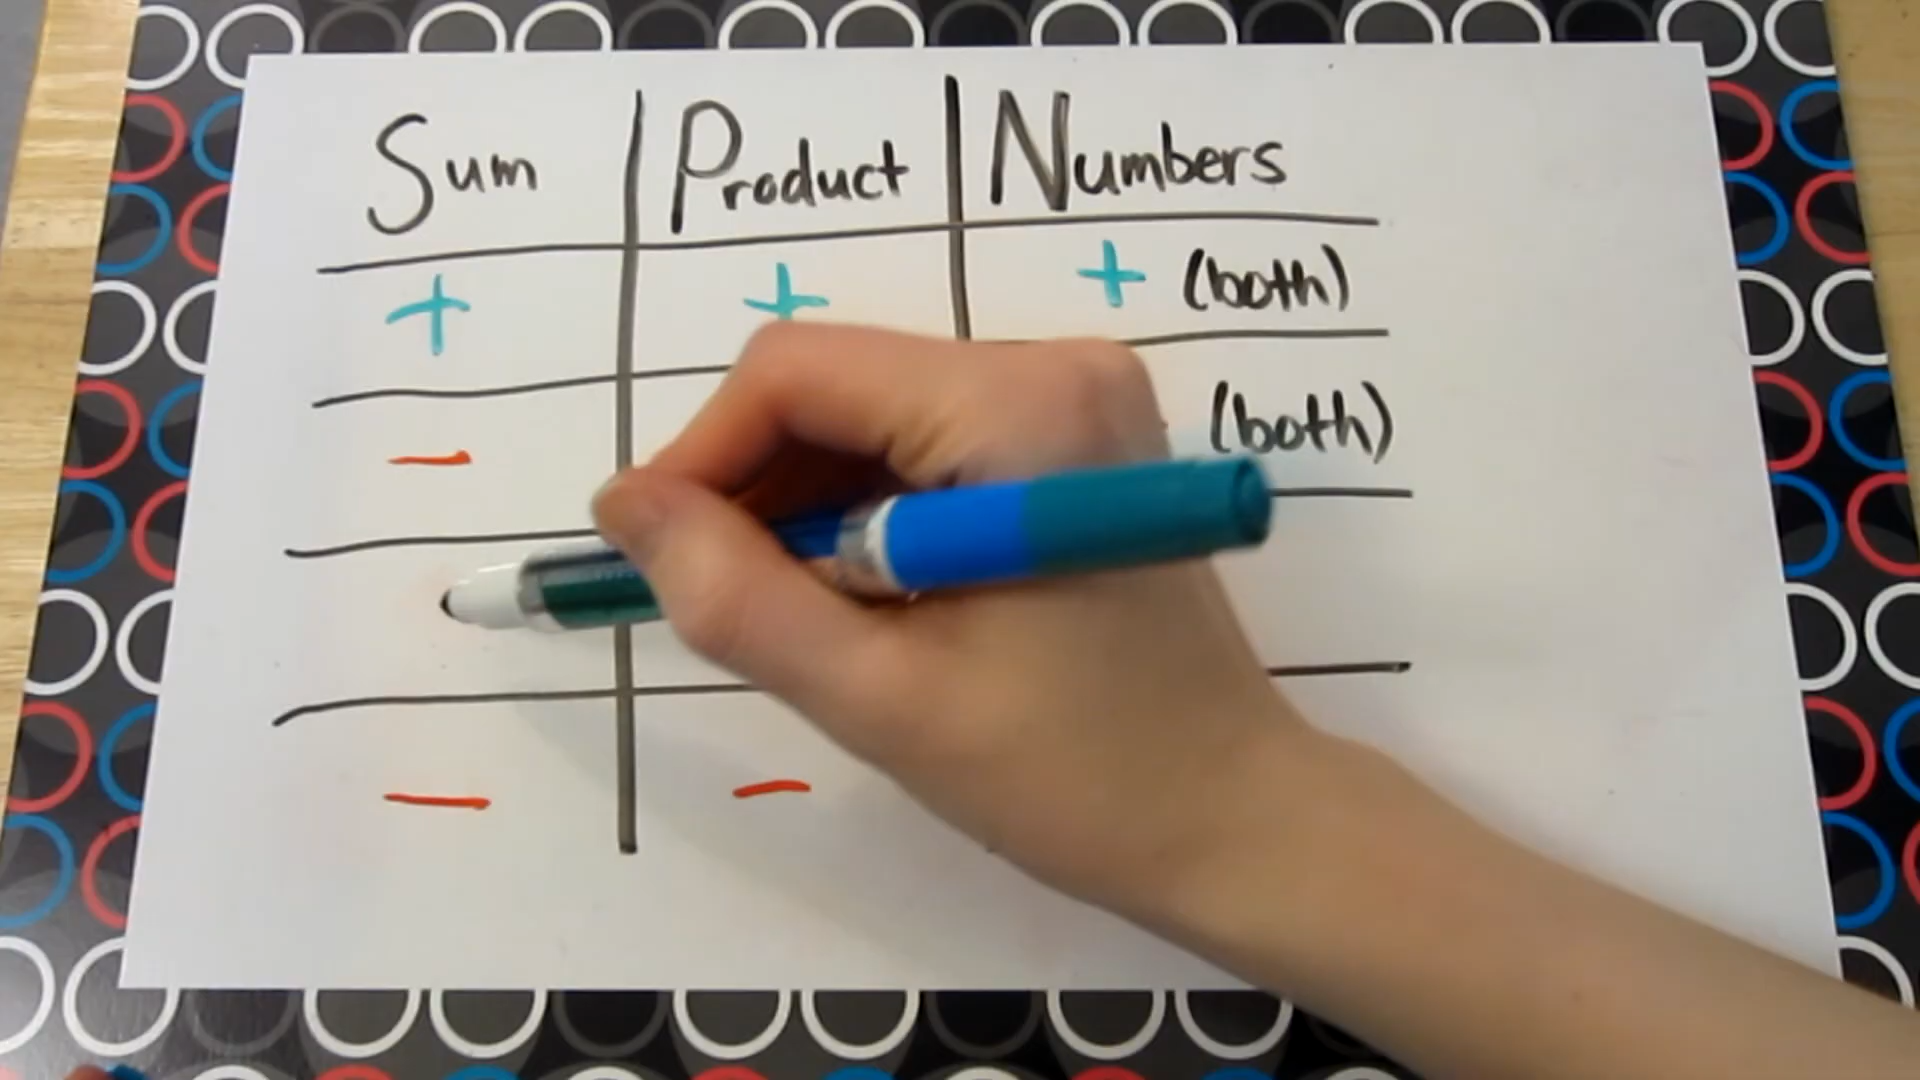 Sum Product Numbers
+ + + (both)
- (both)
- -